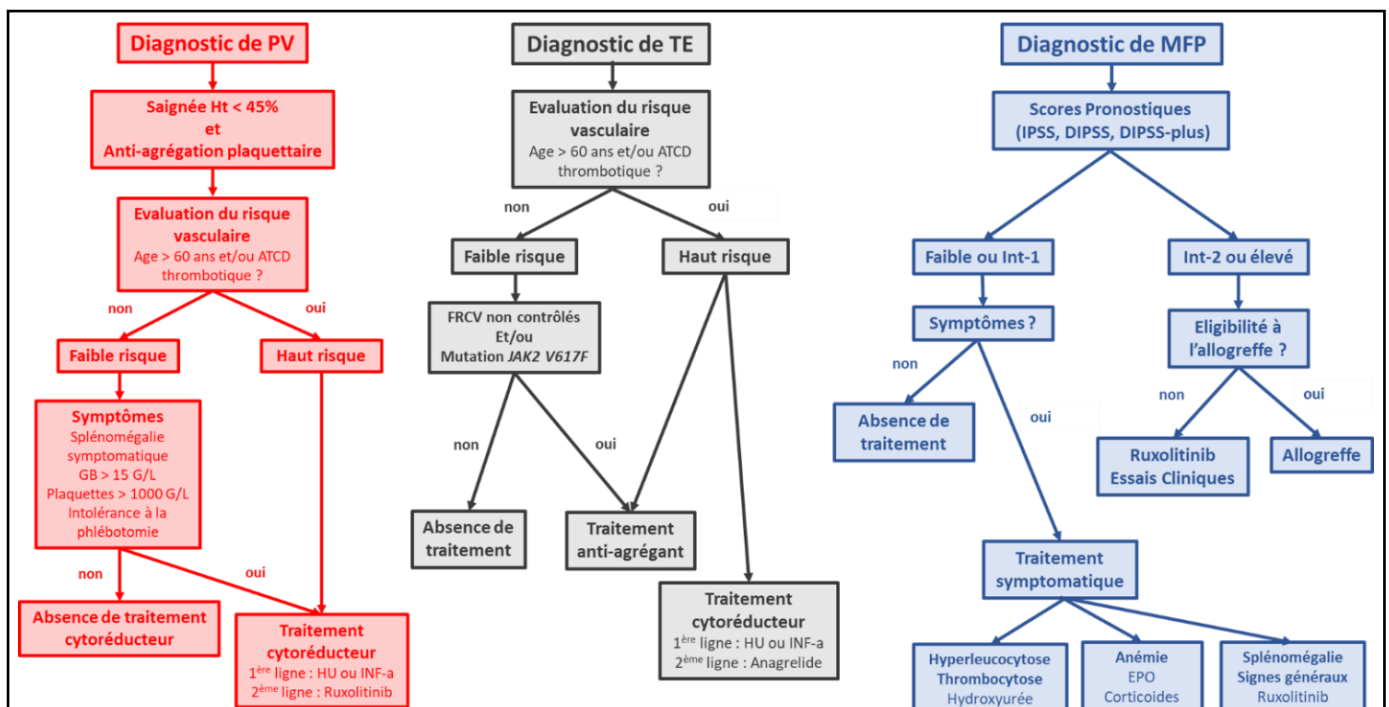 Diagnostic de PV
Saignée Ht < 45%
et
Anti-agrégation plaquettaire
Evaluation du risque
vasculaire
Age > 60 ans et/ou ATCD
thrombotique ?
non
oui
Faible risque
Haut risque
Symptômes
Splénomégalie
symptomatique
GB > 15 G/L
Plaquettes > 1000 G/L
Intolérance à la
phlébotomie
non
oui
Absence de traitement
cytoréducteur
Traitement
cytoréducteur
1ère ligne : HU ou INF-a
2ème ligne : Ruxolitinib
Diagnostic de TE
Evaluation du risque
vasculaire
Age > 60 ans et/ou ATCD
thrombotique ?
non
oui
Faible risque
Haut risque
FRCV non contrôlés
Et/ou
Mutation JAK2 V617F
non
oui
Absence de
traitement
Traitement
anti-agrégant
Traitement
cytoréducteur
1ère ligne : HU ou INF-a
2ème ligne : Anagrelide
Diagnostic de MFP
Scores Pronostiques
(IPSS, DIPSS, DIPSS-plus)
Faible ou Int-1
Int-2 ou élevé
Symptômes ?
Eligibilité à
l'allogreffe ?
non
oui
non
oui
Absence de
traitement
Ruxolitinib
Essais Cliniques
Allogreffe
Traitement
symptomatique
Hyperleucocytose
Thrombocytose
Hydroxyurée
Anémie
EPO
Corticoides
Splénomégalie
Signes généraux
Ruxolitinib